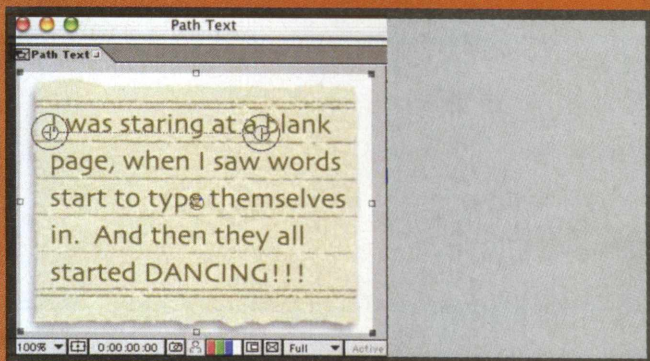 Path Text
Path Text
I was staring at a blank
page, when I saw words
start to type themselves
in. And then they all
started DANCING!!!
100% 0:00:00:00 Full Active